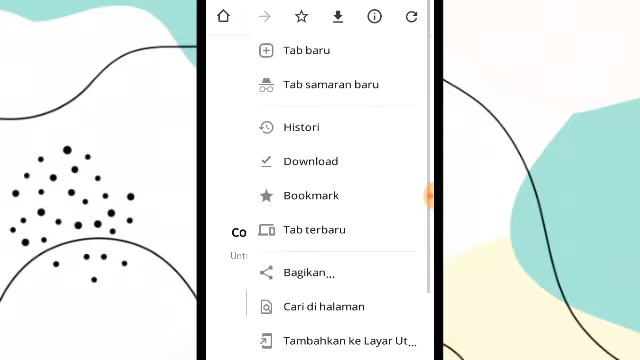 Tab baru
Tab samaran baru
Histori
Download
Co
Bookmark
Tab terbaru
Unt
Bagikan...
Cari di halaman
Tambahkan ke Layar Ut...